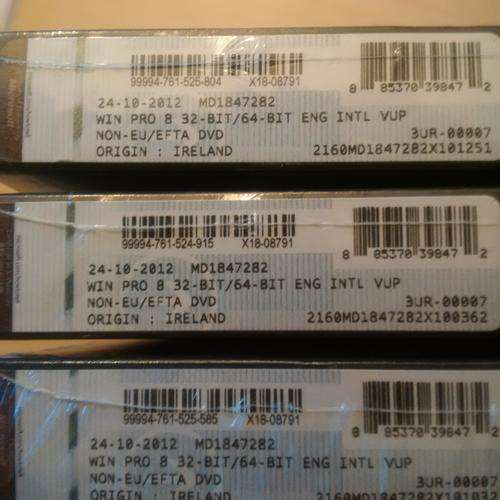 99994-761-525-804 X18-08791
8 85370 39847 2
24-10-2012 MD1847282
WIN PRO 8 32-BIT/64-BIT ENG INTL VUP
NON-EU/EFTA DVD 3UR-00007
ORIGIN : IRELAND 2160MD1847282X101251
99994-761-524-915 X18-08791
8 85370 39847 2
24-10-2012 MD1847282
WIN PRO 8 32-BIT/64-BIT ENG INTL VUP
NON-EU/EFTA DVD 3UR-00007
ORIGIN : IRELAND 2160MD1847282X100362
99994-761-525-585 X18-08791
8 85370 39847 2
24-10-2012 MD1847282
WIN PRO 8 32-BIT/64-BIT ENG INTL VUP
NON-EU/EFTA DVD 3UR-00007
ORIGIN : IRELAND